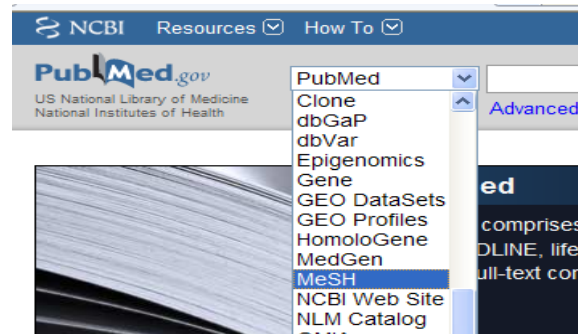 NCBI Resources How To
PubMed.gov
US National Library of Medicine
National Institutes of Health
PubMed
Advanced
Clone
dbGaP
dbVar
Epigenomics
Gene
GEO DataSets
GEO Profiles
HomoloGene
MedGen
MeSH
NCBI Web Site
NLM Catalog
ed
comprises
DLINE, life
ull-text con